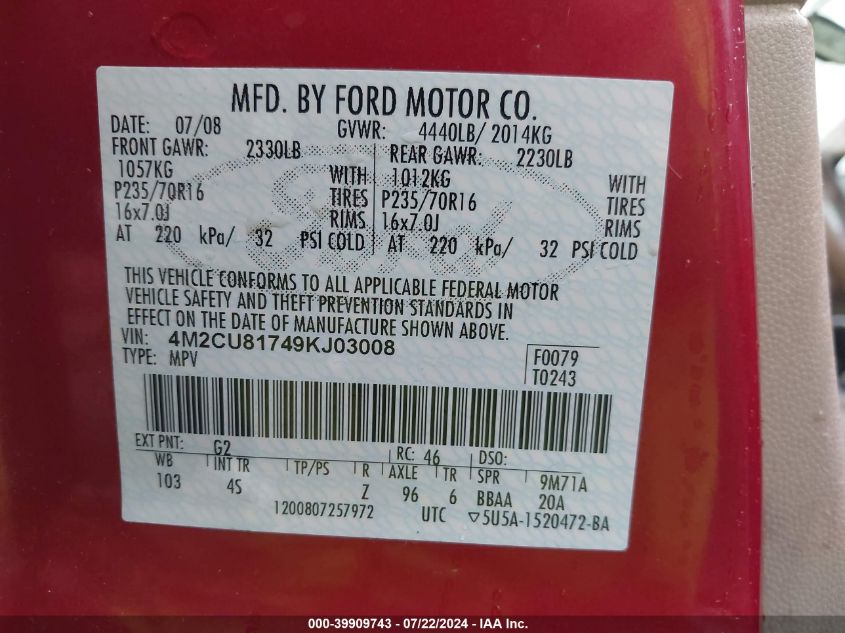 MFD. BY FORD MOTOR CO.
DATE: 07/08 GVWR: 4440LB/ 2014KG
FRONT GAWR: 2330LB REAR GAWR: 2230LB
1057KG WITH 1012KG WITH
P235/70R16 TIRES P235/70R16 TIRES
16x7.0J RIMS 16x7.0J RIMS
AT 220 kPa/ 32 PSI COLD AT 220 kPa/ 32 PSI COLD
THIS VEHICLE CONFORMS TO ALL APPLICABLE FEDERAL MOTOR
VEHICLE SAFETY AND THEFT PREVENTION STANDARDS IN
EFFECT ON THE DATE OF MANUFACTURE SHOWN ABOVE.
VIN: 4M2CU81749KJ03008
TYPE: MPV
F0079
T0243
EXT PNT: G2 RC: 46 DSO:
WB INT TR TP/PS R AXLE TR SPR 9M71A
103 4S Z 96 6 BBAA 20A
1200807257972 UTC ▽5U5A-1520472-BA
000-39909743 - 07/22/2024 - IAA Inc.